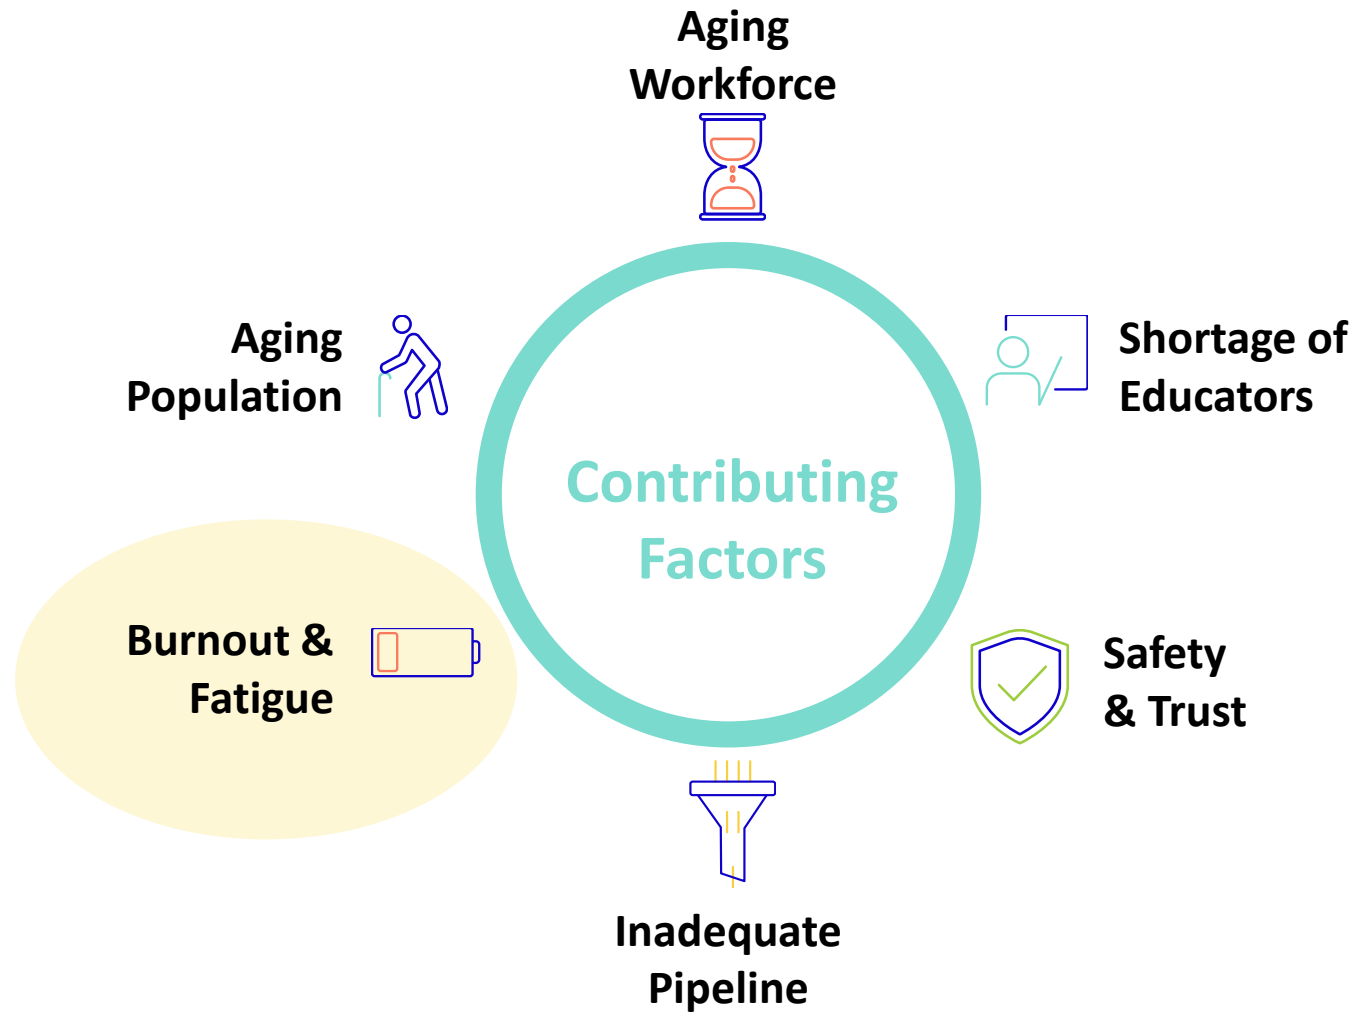 Aging
Workforce
Aging
Population
Shortage of
Educators
Contributing
Factors
Burnout &
Fatigue
Safety
& Trust
Inadequate
Pipeline